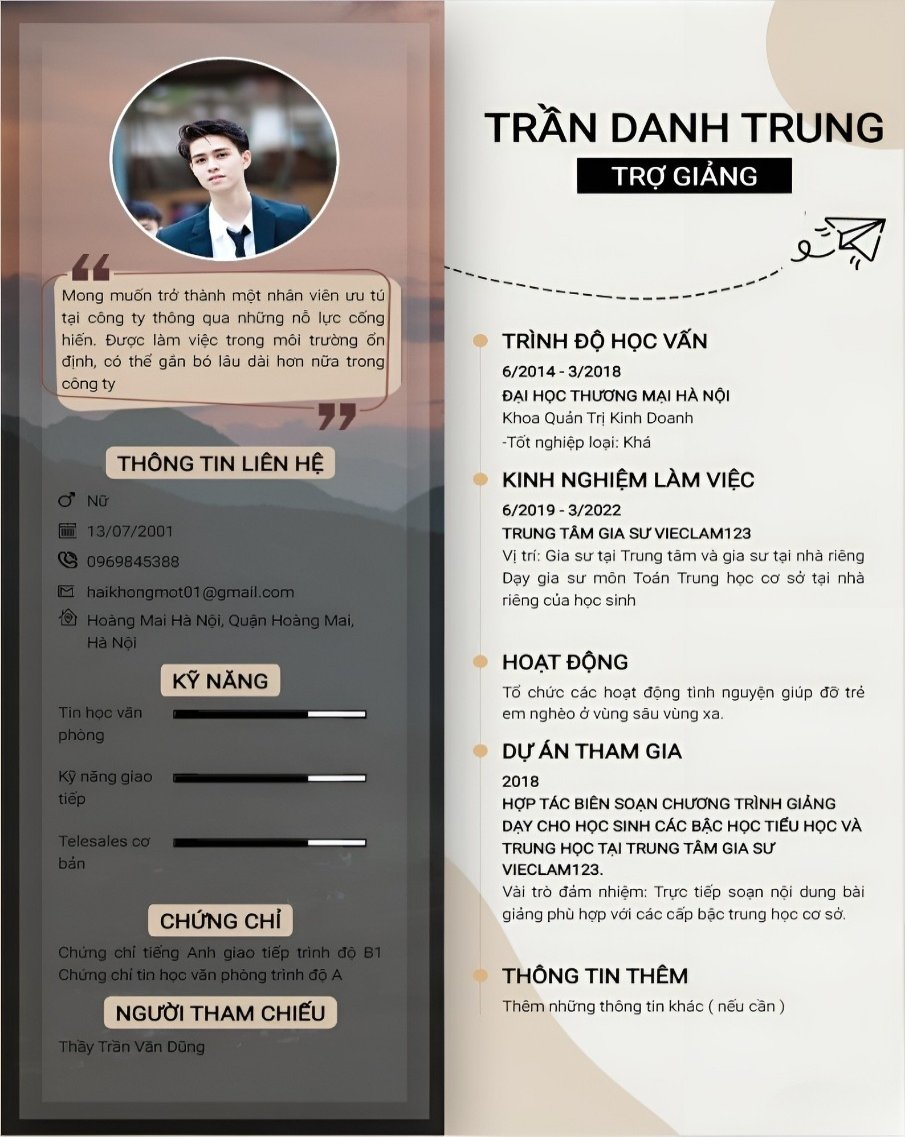 Mong muốn trở thành một nhân viên ưu tú
tại công ty thông qua những nỗ lực cống
hiến. Được làm việc trong môi trường ổn
định, có thể gắn bó lâu dài hơn nữa trong
công ty
THÔNG TIN LIÊN HỆ
Nữ
13/07/2001
0969845388
haikhongmot01@gmail.com
Hoàng Mai Hà Nội, Quận Hoàng Mai,
Hà Nội
KỸ NĂNG
Tin học văn
phòng
Kỹ năng giao
tiếp
Telesales cơ
bản
CHỨNG CHỈ
Chứng chỉ tiếng Anh giao tiếp trình độ B1
Chứng chỉ tin học văn phòng trình độ A
NGƯỜI THAM CHIẾU
Thầy Trần Văn Dũng
TRẦN DANH TRUNG
TRỢ GIẢNG
TRÌNH ĐỘ HỌC VẤN
6/2014 - 3/2018
ĐẠI HỌC THƯƠNG MẠI HÀ NỘI
Khoa Quản Trị Kinh Doanh
-Tốt nghiệp loại: Khá
KINH NGHIỆM LÀM VIỆC
6/2019 - 3/2022
TRUNG TÂM GIA SƯ VIECLAM123
Vị trí: Gia sư tại Trung tâm và gia sư tại nhà riêng
Dạy gia sư môn Toán Trung học cơ sở tại nhà
riêng của học sinh
HOẠT ĐỘNG
Tổ chức các hoạt động tình nguyện giúp đỡ trẻ
em nghèo ở vùng sâu vùng xa.
DỰ ÁN THAM GIA
2018
HỢP TÁC BIÊN SOẠN CHƯƠNG TRÌNH GIẢNG
DẠY CHO HỌC SINH CÁC BẬC HỌC TIỂU HỌC VÀ
TRUNG HỌC TẠI TRUNG TÂM GIA SƯ
VIECLAM123.
Vài trò đảm nhiệm: Trực tiếp soạn nội dung bài
giảng phù hợp với các cấp bậc trung học cơ sở.
THÔNG TIN THÊM
Thêm những thông tin khác ( nếu cần )